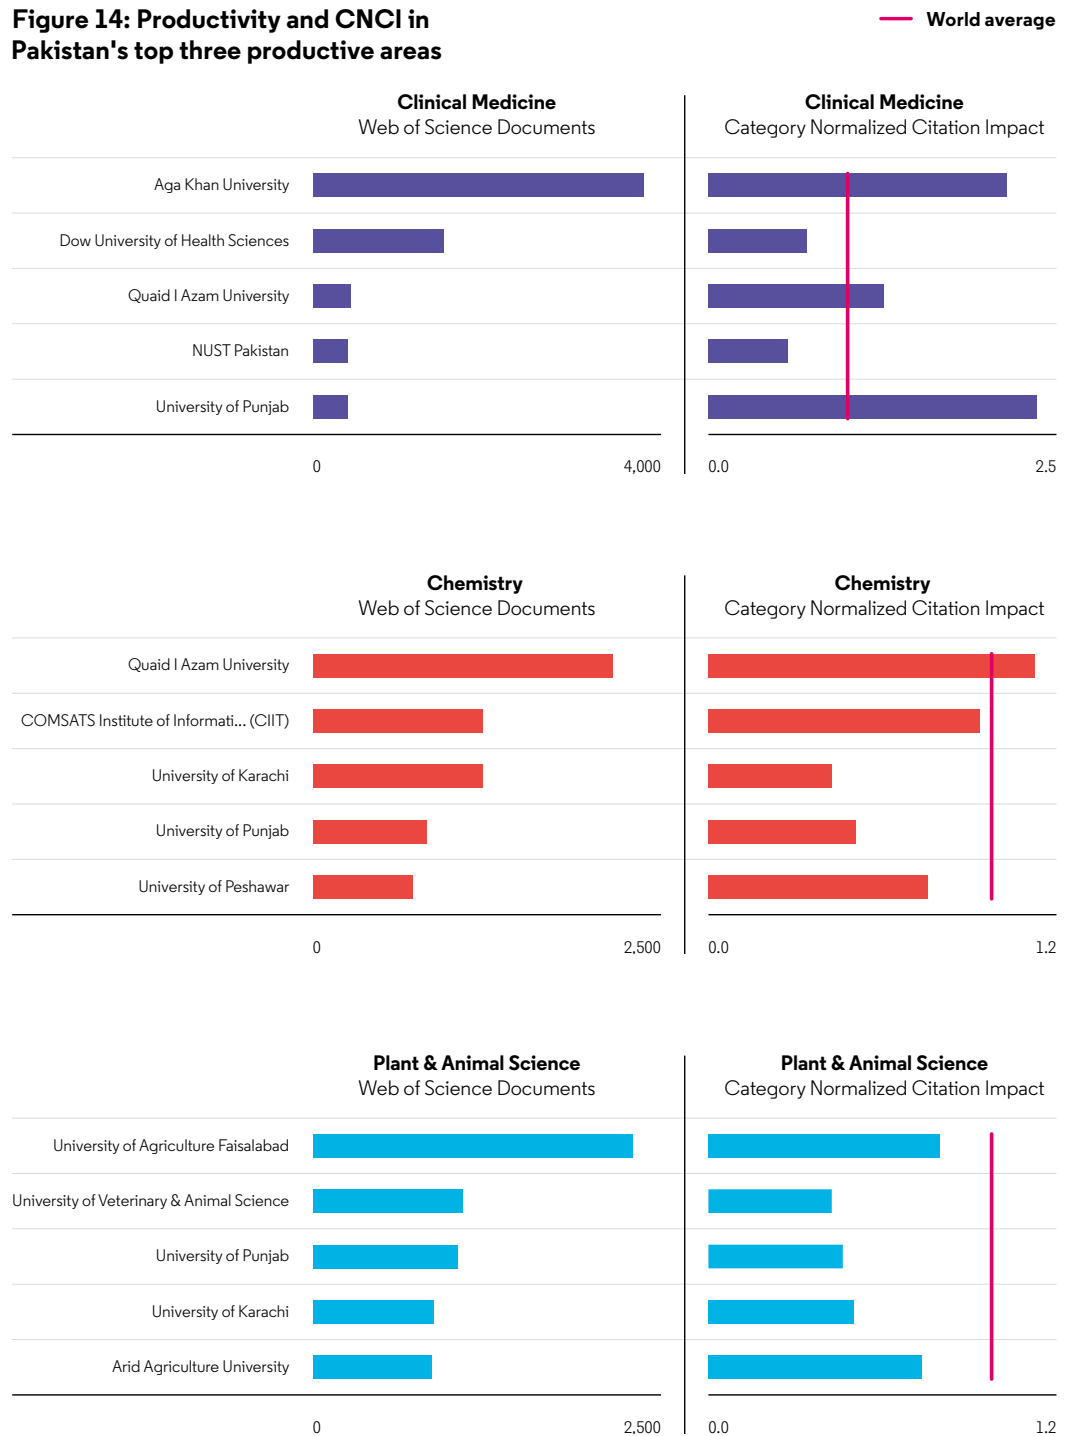 Figure 14: Productivity and CNCI in
Pakistan's top three productive areas
World average
Clinical Medicine
Web of Science Documents
Clinical Medicine
Category Normalized Citation Impact
Aga Khan University
Dow University of Health Sciences
Quaid I Azam University
NUST Pakistan
University of Punjab
0
4,000
0.0
2.5
Chemistry
Web of Science Documents
Chemistry
Category Normalized Citation Impact
Quaid I Azam University
COMSATS Institute of Informati... (CIIT)
University of Karachi
University of Punjab
University of Peshawar
0
2,500
0.0
1.2
Plant & Animal Science
Web of Science Documents
Plant & Animal Science
Category Normalized Citation Impact
University of Agriculture Faisalabad
University of Veterinary & Animal Science
University of Punjab
University of Karachi
Arid Agriculture University
0
2,500
0.0
1.2